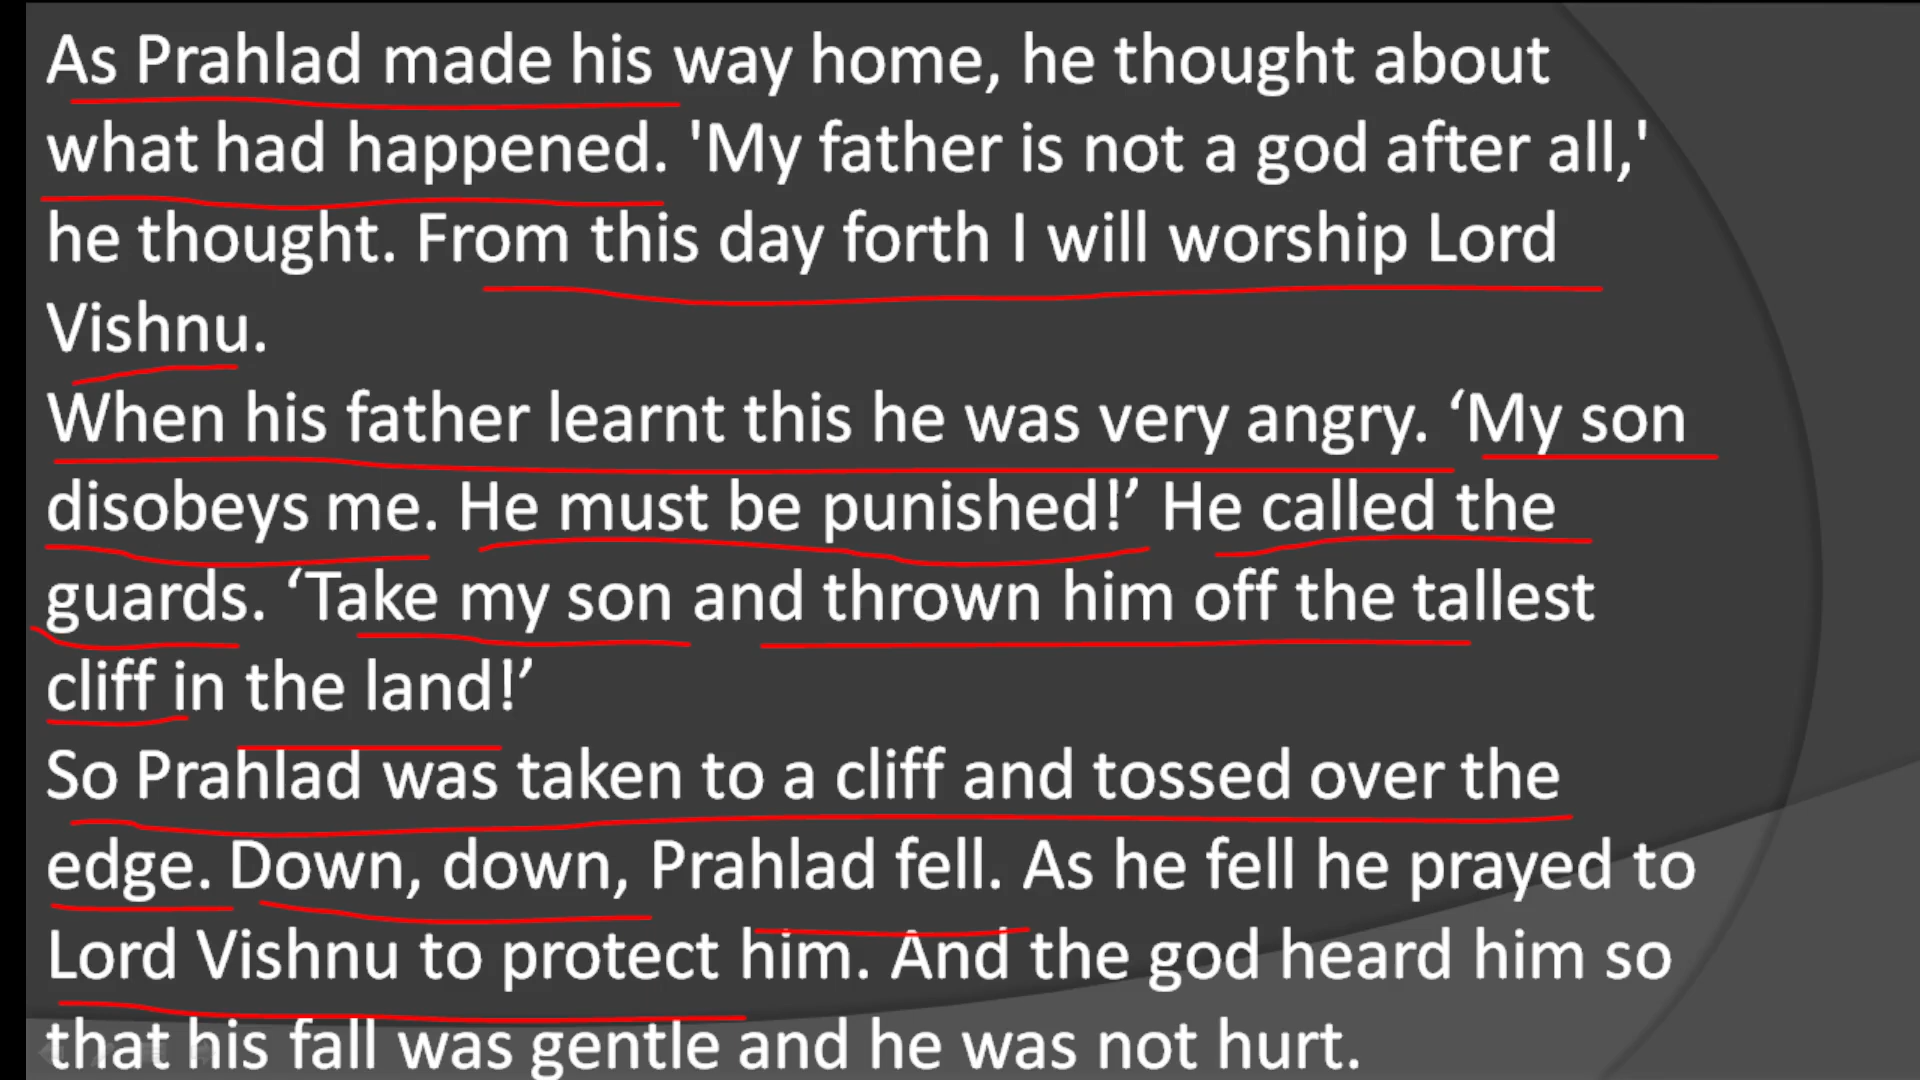 As Prahlad made his way home, he thought about
what had happened. 'My father is not a god after all,'
he thought. From this day forth I will worship Lord
Vishnu.
When his father learnt this he was very angry. ‘My son
disobeys me. He must be punished!’ He called the
guards. ‘Take my son and thrown him off the tallest
cliff in the land!’
So Prahlad was taken to a cliff and tossed over the
edge. Down, down, Prahlad fell. As he fell he prayed to
Lord Vishnu to protect him. And the god heard him so
that his fall was gentle and he was not hurt.